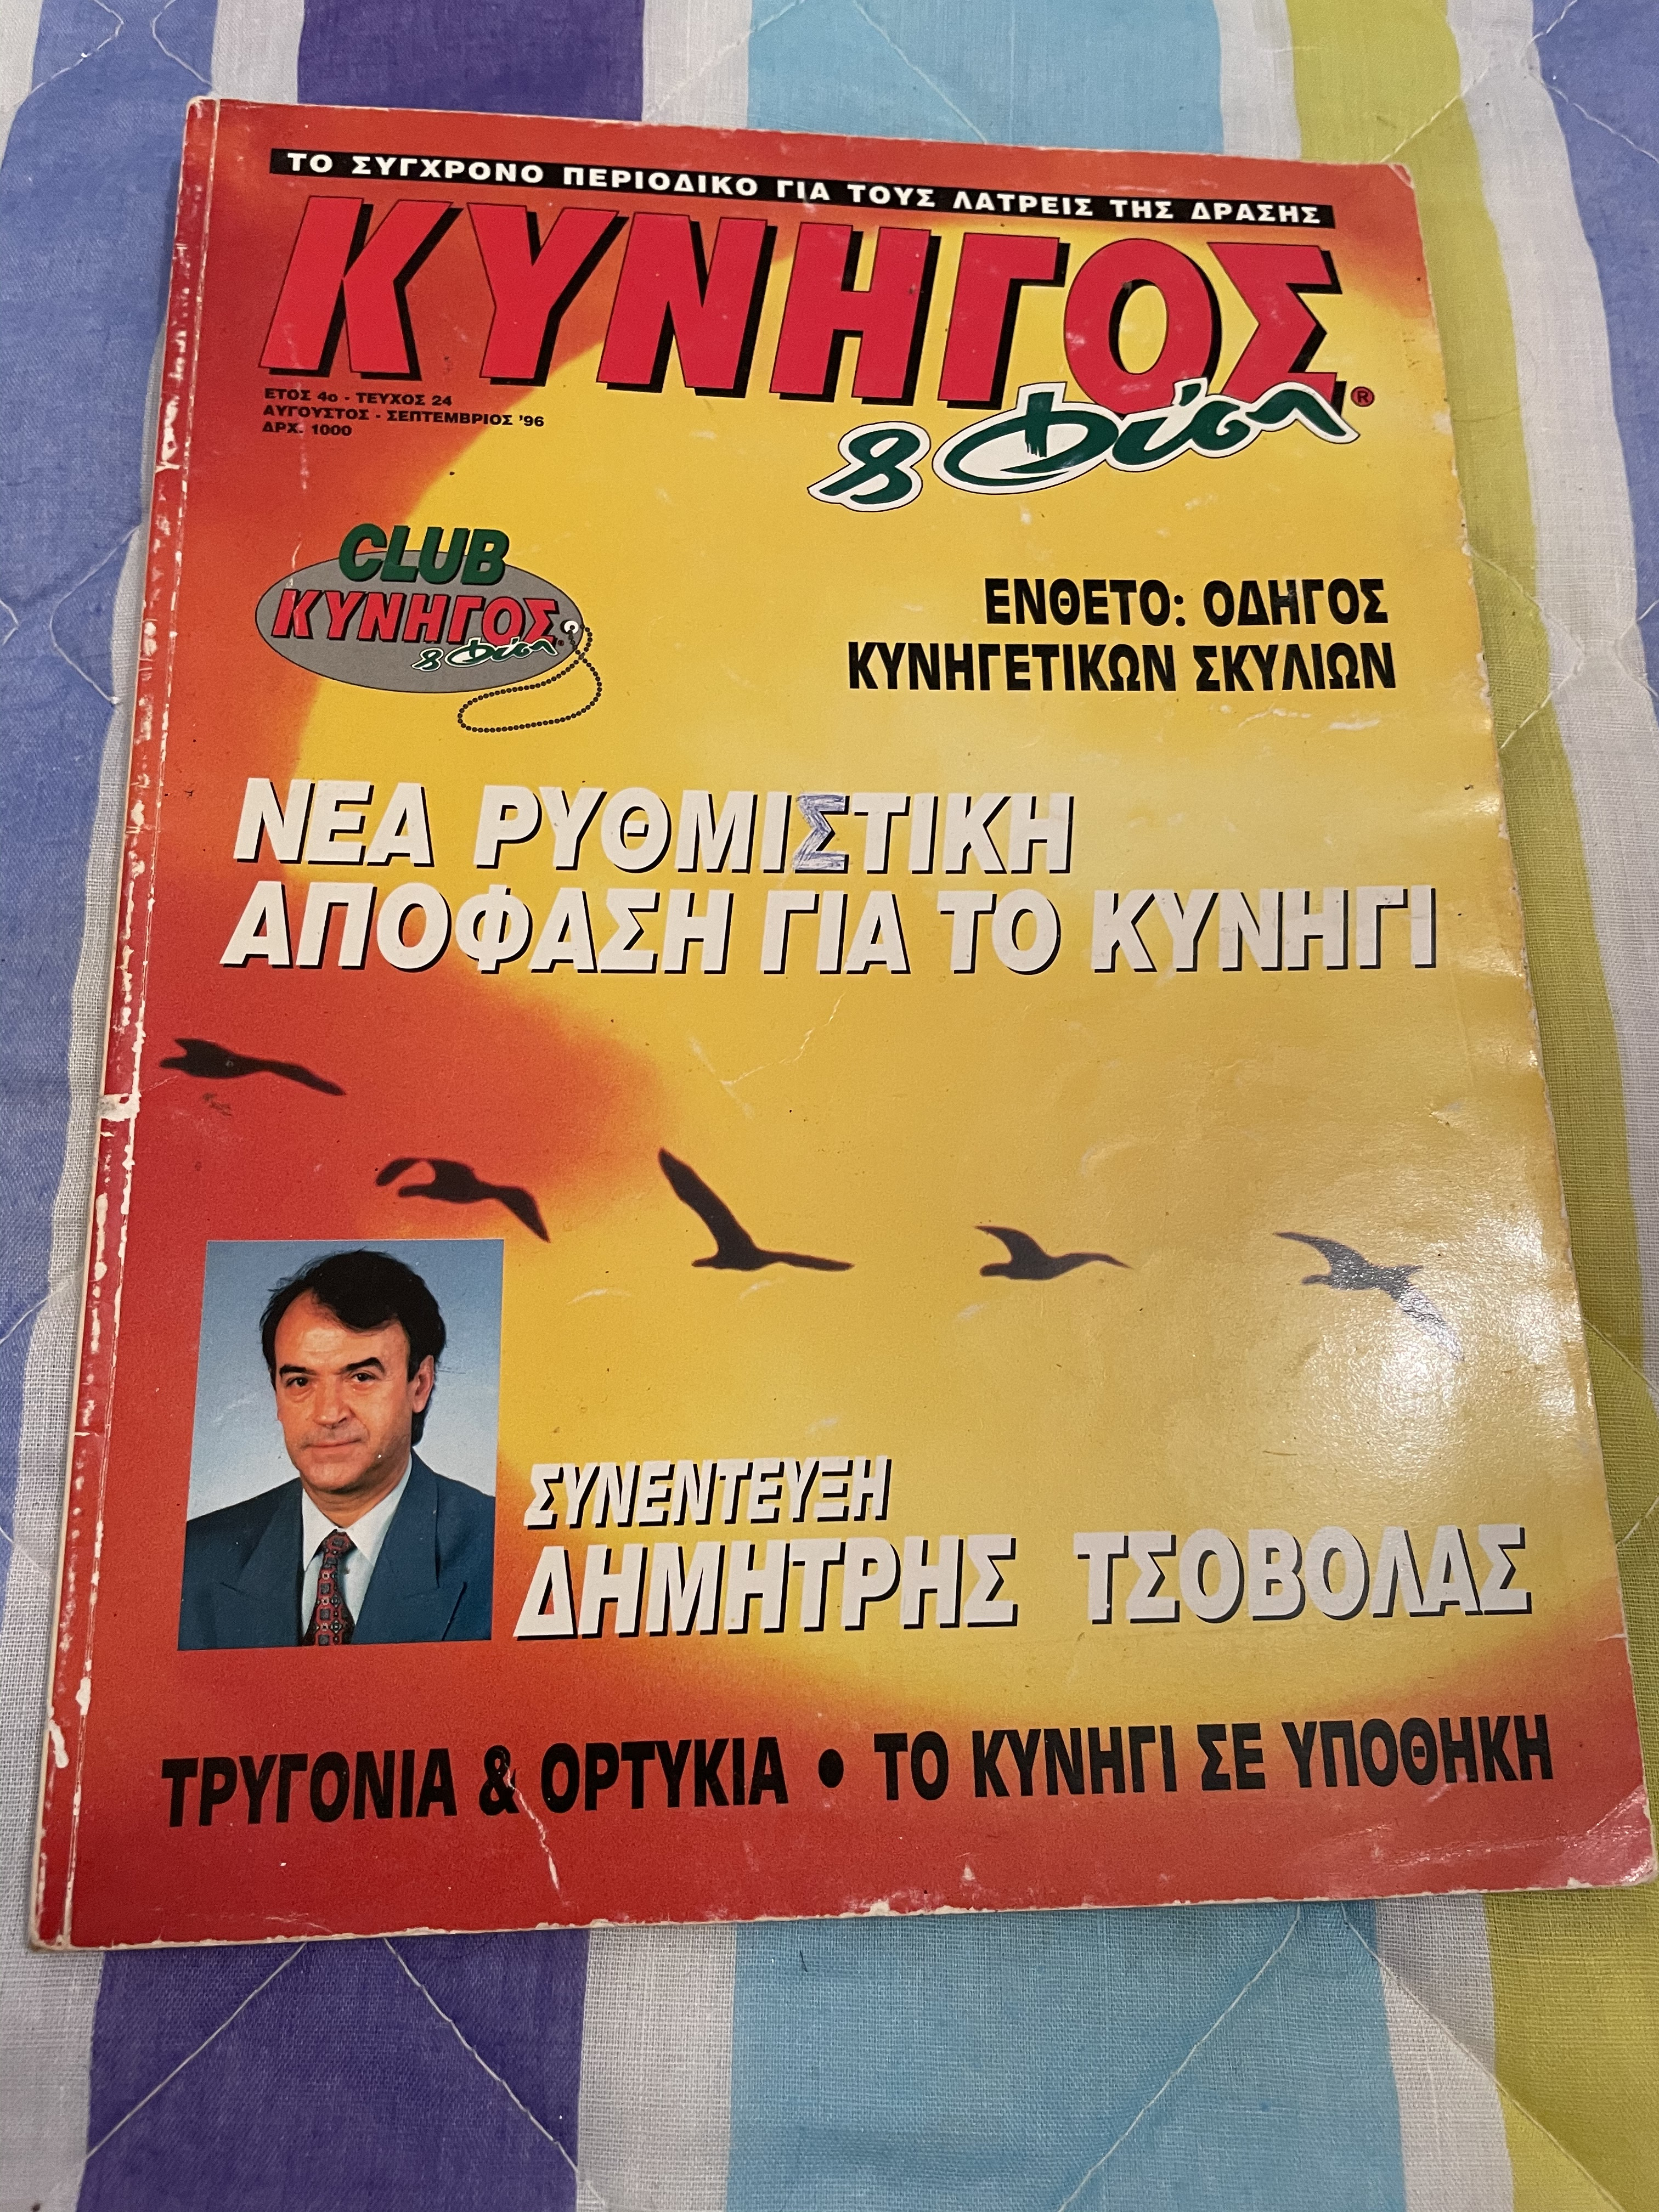 ΤΟ ΣΥΓΧΡΟΝΟ ΠΕΡΙΟΔΙΚΟ ΓΙΑ ΤΟΥΣ ΛΑΤΡΕΙΣ ΤΗΣ ΔΡΑΣΗΣ
ΚΥΝΗΓΟΣ
& Φύση ®
ΕΤΟΣ 4ο - ΤΕΥΧΟΣ 24
ΑΥΓΟΥΣΤΟΣ - ΣΕΠΤΕΜΒΡΙΟΣ '96
ΔΡΧ. 1000
CLUB
ΚΥΝΗΓΟΣ
& Φύση
ΕΝΘΕΤΟ: ΟΔΗΓΟΣ
ΚΥΝΗΓΕΤΙΚΩΝ ΣΚΥΛΙΩΝ
ΝΕΑ ΡΥΘΜΙΣΤΙΚΗ
ΑΠΟΦΑΣΗ ΓΙΑ ΤΟ ΚΥΝΗΓΙ
ΣΥΝΕΝΤΕΥΞΗ
ΔΗΜΗΤΡΗΣ ΤΣΟΒΟΛΑΣ
ΤΡΥΓΟΝΙΑ & ΟΡΤΥΚΙΑ • ΤΟ ΚΥΝΗΓΙ ΣΕ ΥΠΟΘΗΚΗ